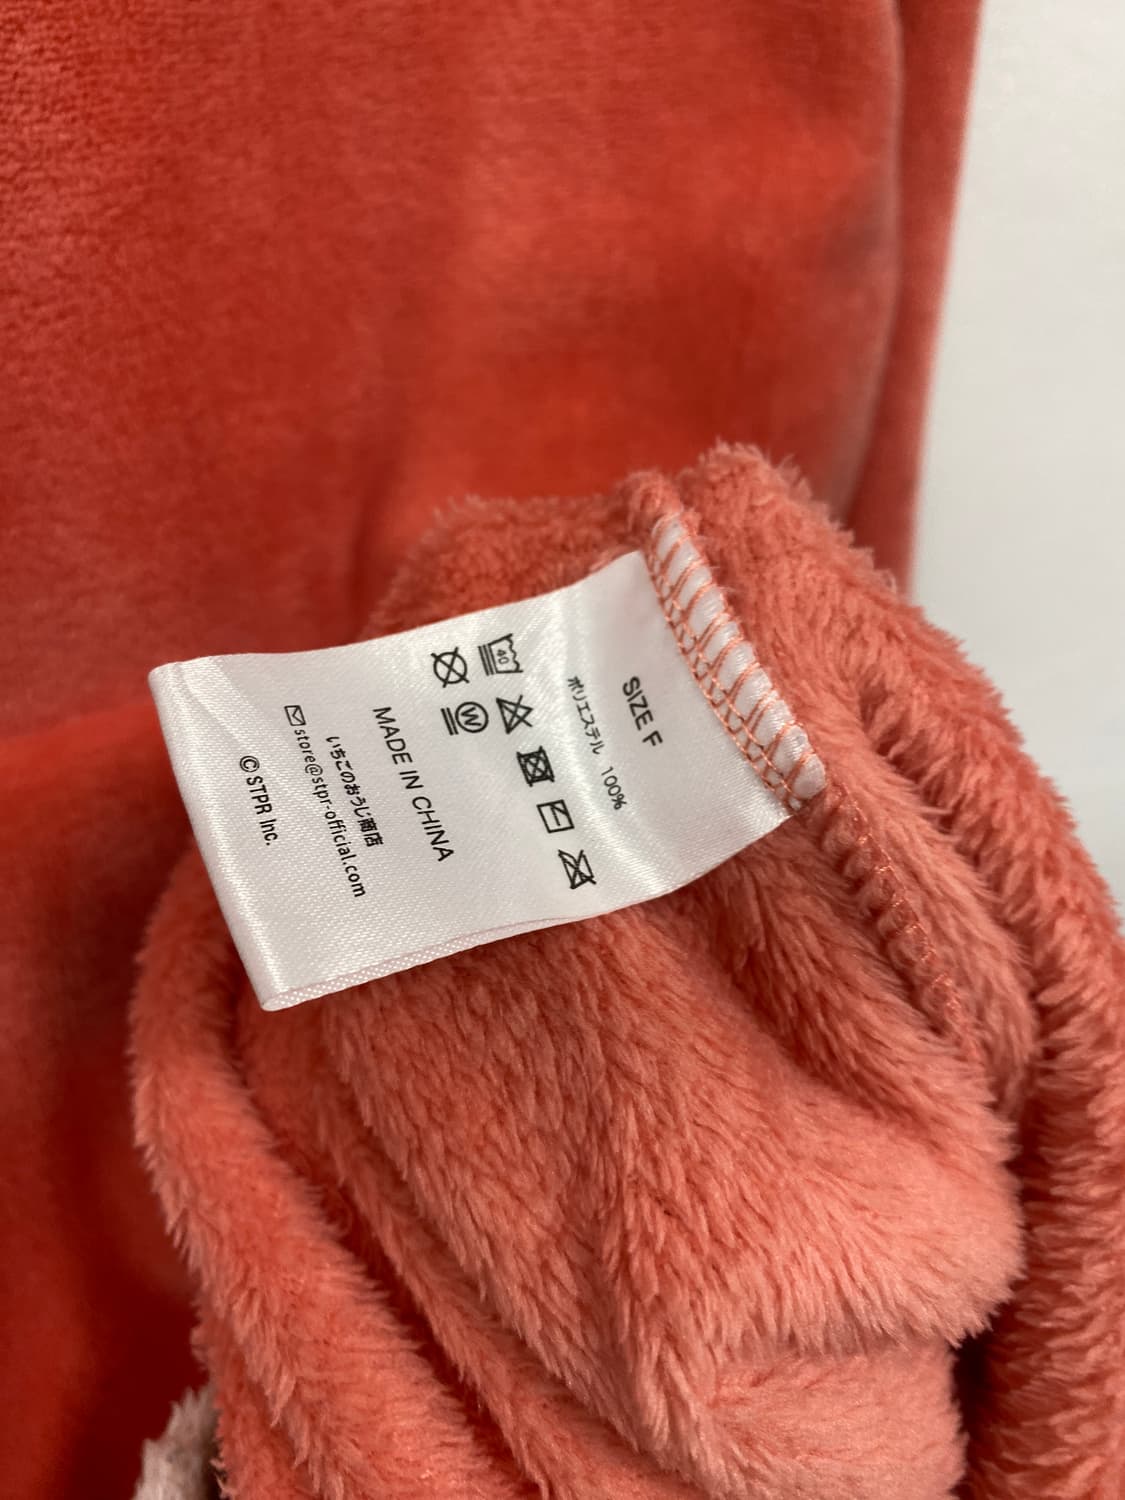 SIZE F
ポリエステル 100%
40
W
MADE IN CHINA
いちごのおうじ商店
store@stpr-official.com
© STPR Inc.